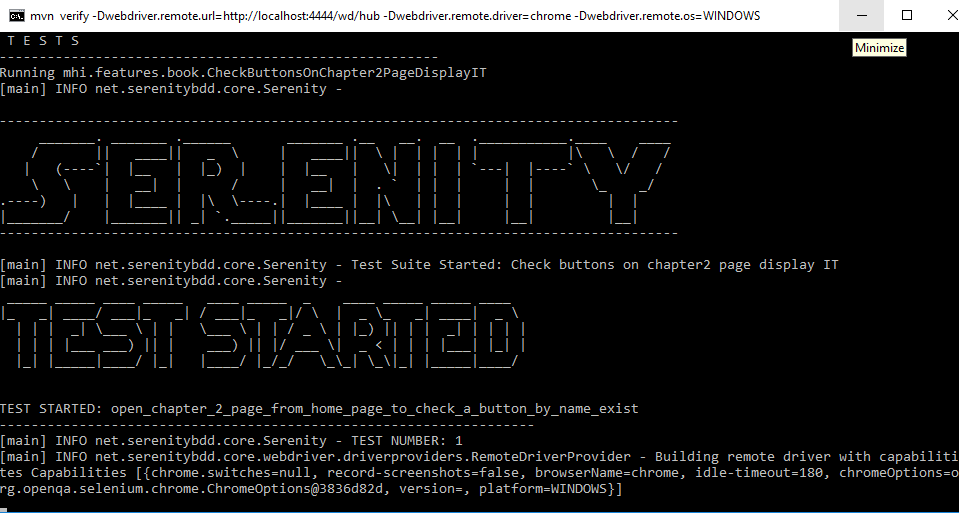 mvn  verify -Dwebdriver.remote.url=http://localhost:4444/wd/hub -Dwebdriver.remote.driver=chrome -Dwebdriver.remote.os=WINDOWS
Minimize
T E S T S
-------------------------------------------------------
Running mhi.features.book.CheckButtonsOnChapter2PageDisplayIT
[main] INFO net.serenitybdd.core.Serenity -
-------------------------------------------------------------------------------------
SERENITY
-------------------------------------------------------------------------------------
[main] INFO net.serenitybdd.core.Serenity - Test Suite Started: Check buttons on chapter2 page display IT
[main] INFO net.serenitybdd.core.Serenity -
TEST STARTED
TEST STARTED: open_chapter_2_page_from_home_page_to_check_a_button_by_name_exist
-------------------------------------------------------------------
[main] INFO net.serenitybdd.core.Serenity - TEST NUMBER: 1
[main] INFO net.serenitybdd.core.webdriver.driverproviders.RemoteDriverProvider - Building remote driver with capabiliti
tes Capabilities [{chrome.switches=null, record-screenshots=false, browserName=chrome, idle-timeout=180, chromeOptions=o
rg.openqa.selenium.chrome.ChromeOptions@3836d82d, version=, platform=WINDOWS}]